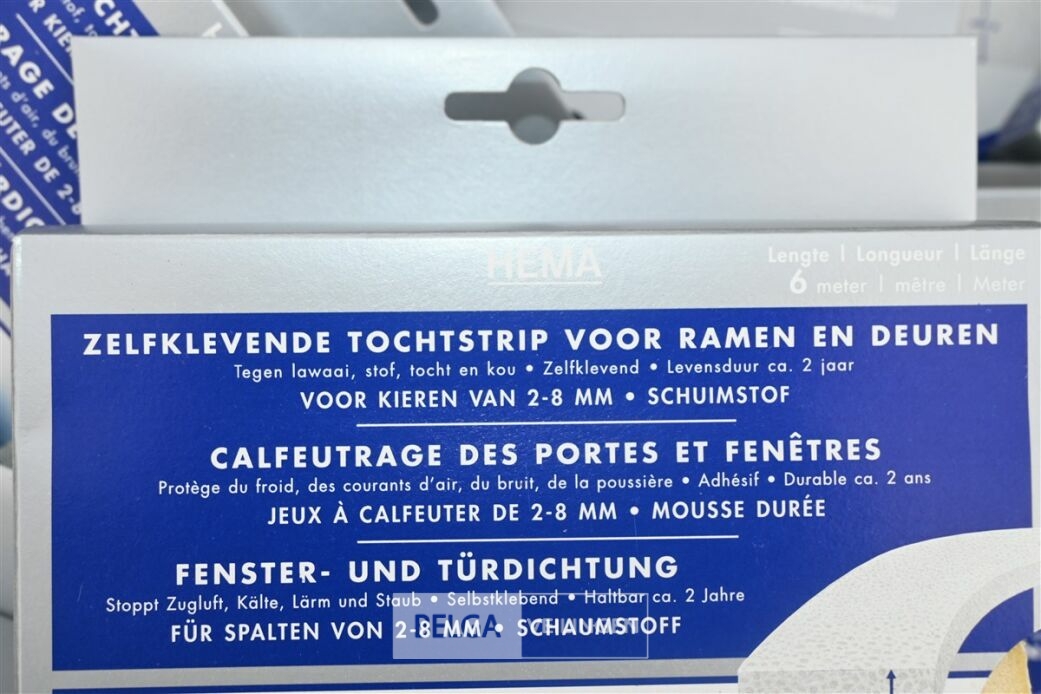 HEMA
Lengte | Longueur | Länge
6 meter | mètre | Meter
ZELFKLEVENDE TOCHTSTRIP VOOR RAMEN EN DEUREN
Tegen lawaai, stof, tocht en kou • Zelfklevend • Levensduur ca. 2 jaar
VOOR KIEREN VAN 2-8 MM • SCHUIMSTOF
CALFEUTRAGE DES PORTES ET FENÊTRES
Protège du froid, des courants d'air, du bruit, de la poussière • Adhésif • Durable ca. 2 ans
JEUX À CALFEUTER DE 2-8 MM • MOUSSE DURÉE
FENSTER- UND TÜRDICHTUNG
Stoppt Zugluft, Kälte, Lärm und Staub • Selbstklebend • Haltbar ca. 2 Jahre
FÜR SPALTEN VON 2-8 MM • SCHAUMSTOFF